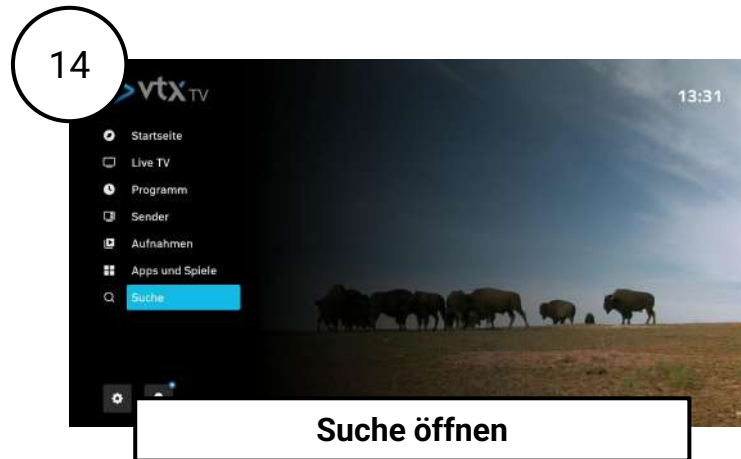 14
vtx TV
13:31
Startseite
Live TV
Programm
Sender
Aufnahmen
Apps und Spiele
Suche
Suche öffnen